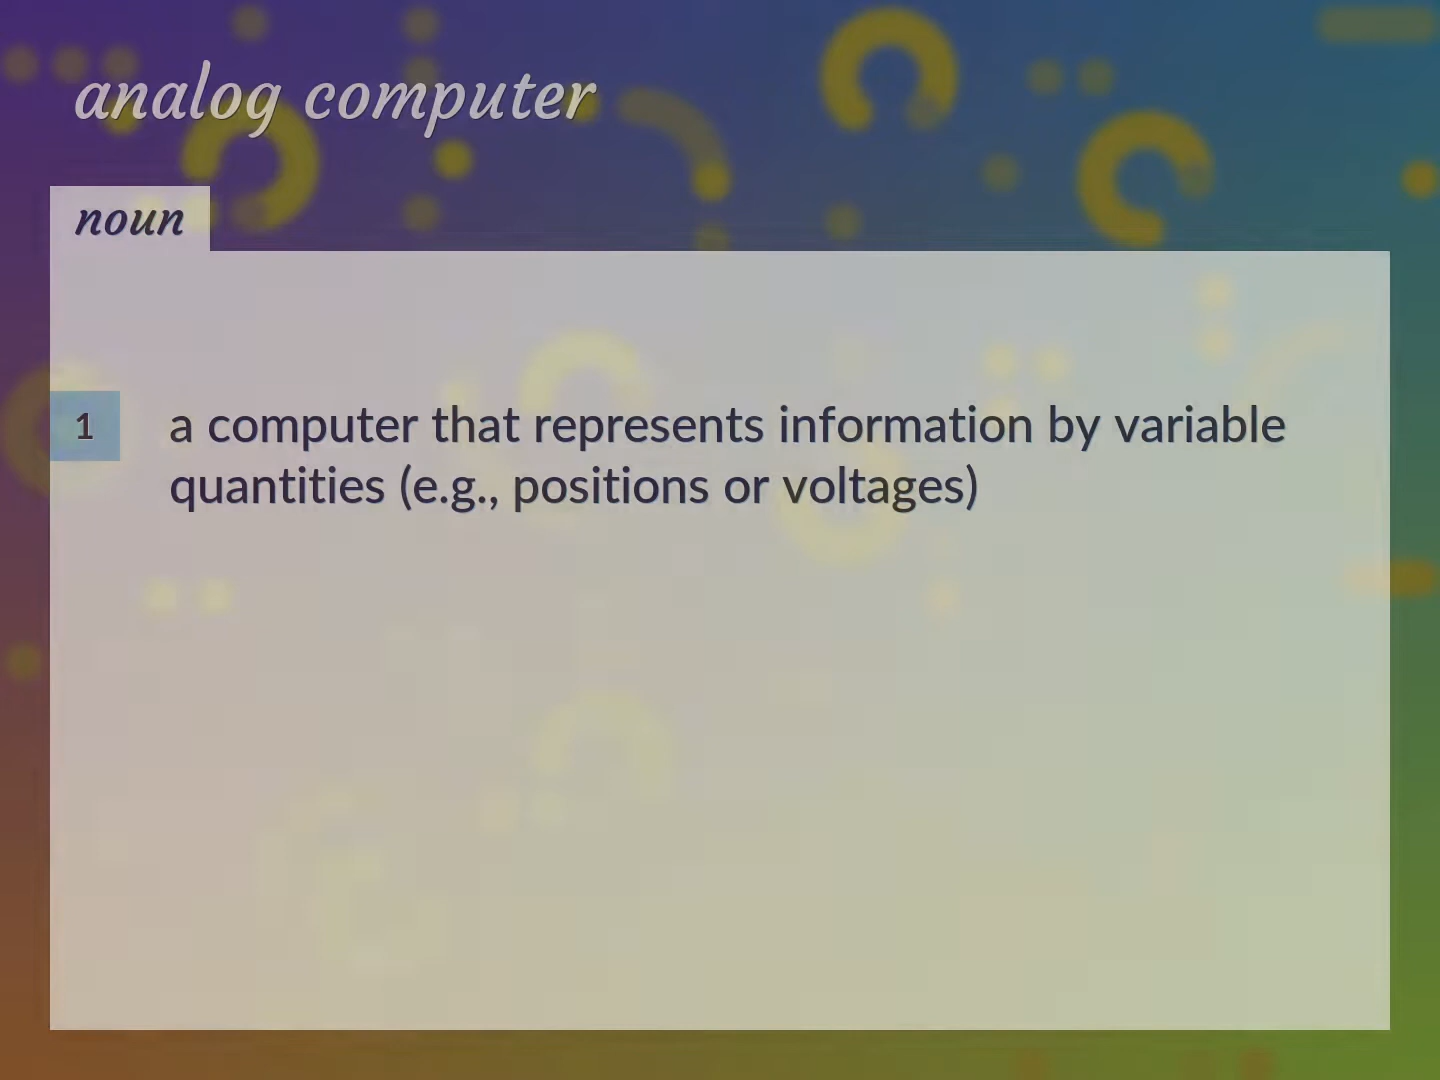 analog computer
noun
1
a computer that represents information by variable
quantities (e.g., positions or voltages)